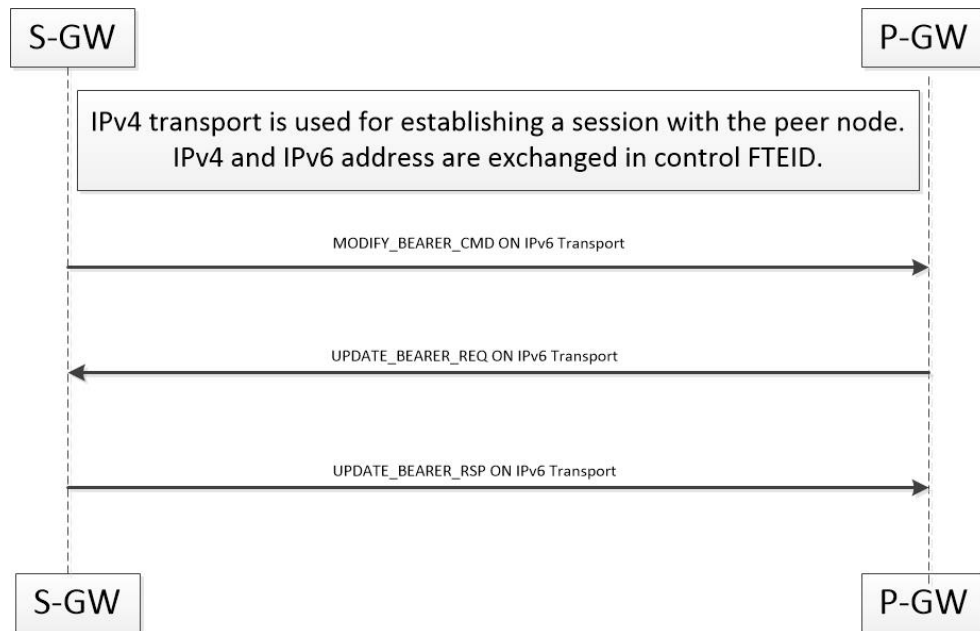 S-GW
P-GW
IPv4 transport is used for establishing a session with the peer node.
IPv4 and IPv6 address are exchanged in control FTEID.
MODIFY_BEARER_CMD ON IPv6 Transport
UPDATE_BEARER_REQ ON IPv6 Transport
UPDATE_BEARER_RSP ON IPv6 Transport
S-GW
P-GW